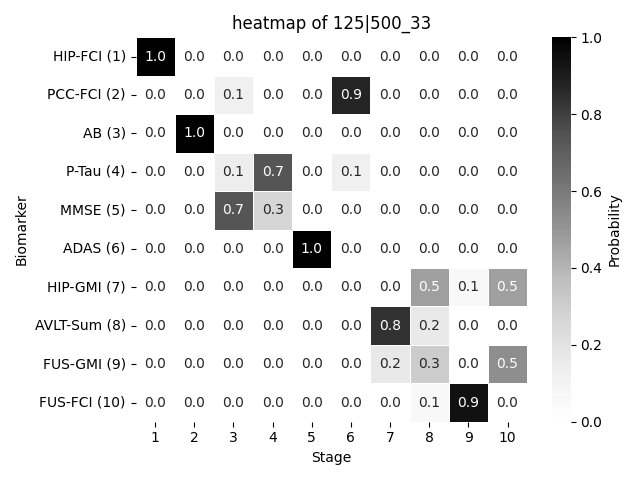 heatmap of 125|500_33
HIP-FCI (1) 1.0 0.0 0.0 0.0 0.0 0.0 0.0 0.0 0.0 0.0
PCC-FCI (2) 0.0 0.0 0.1 0.0 0.0 0.9 0.0 0.0 0.0 0.0
AB (3) 0.0 1.0 0.0 0.0 0.0 0.0 0.0 0.0 0.0 0.0
P-Tau (4) 0.0 0.0 0.1 0.7 0.0 0.1 0.0 0.0 0.0 0.0
MMSE (5) 0.0 0.0 0.7 0.3 0.0 0.0 0.0 0.0 0.0 0.0
ADAS (6) 0.0 0.0 0.0 0.0 1.0 0.0 0.0 0.0 0.0 0.0
HIP-GMI (7) 0.0 0.0 0.0 0.0 0.0 0.0 0.0 0.5 0.1 0.5
AVLT-Sum (8) 0.0 0.0 0.0 0.0 0.0 0.0 0.8 0.2 0.0 0.0
FUS-GMI (9) 0.0 0.0 0.0 0.0 0.0 0.0 0.2 0.3 0.0 0.5
FUS-FCI (10) 0.0 0.0 0.0 0.0 0.0 0.0 0.0 0.1 0.9 0.0
1 2 3 4 5 6 7 8 9 10
Stage
Biomarker
1.0
0.8
0.6
0.4
0.2
0.0
Probability